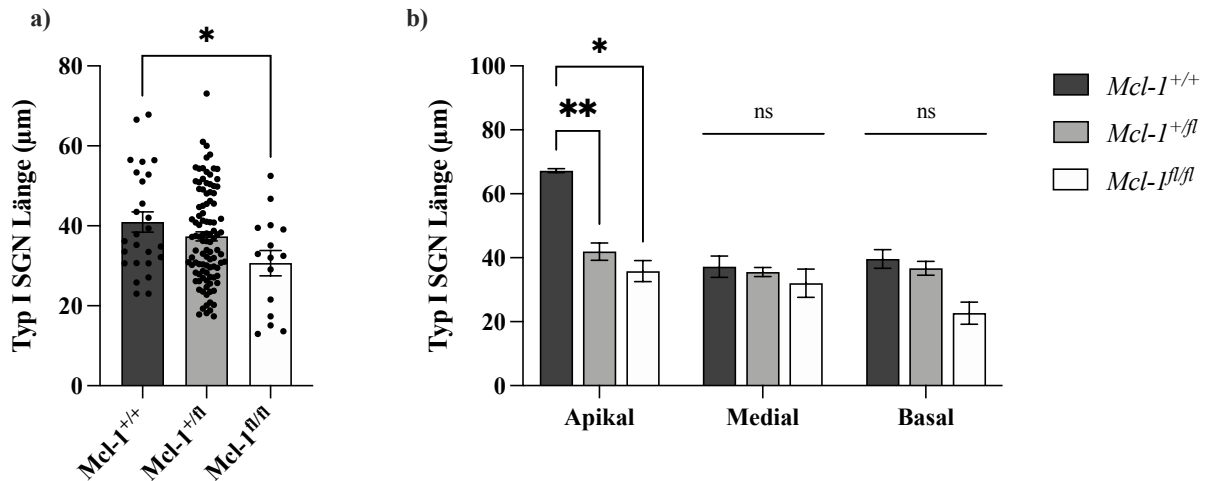 a)
*
Typ I SGN Länge (µm)
80
60
40
20
0
Mcl-1+/+
Mcl-1+/fl
Mcl-1fl/fl
b)
*
**
ns
ns
Typ I SGN Länge (µm)
100
80
60
40
20
0
Apikal
Medial
Basal
Mcl-1+/+
Mcl-1+/fl
Mcl-1fl/fl